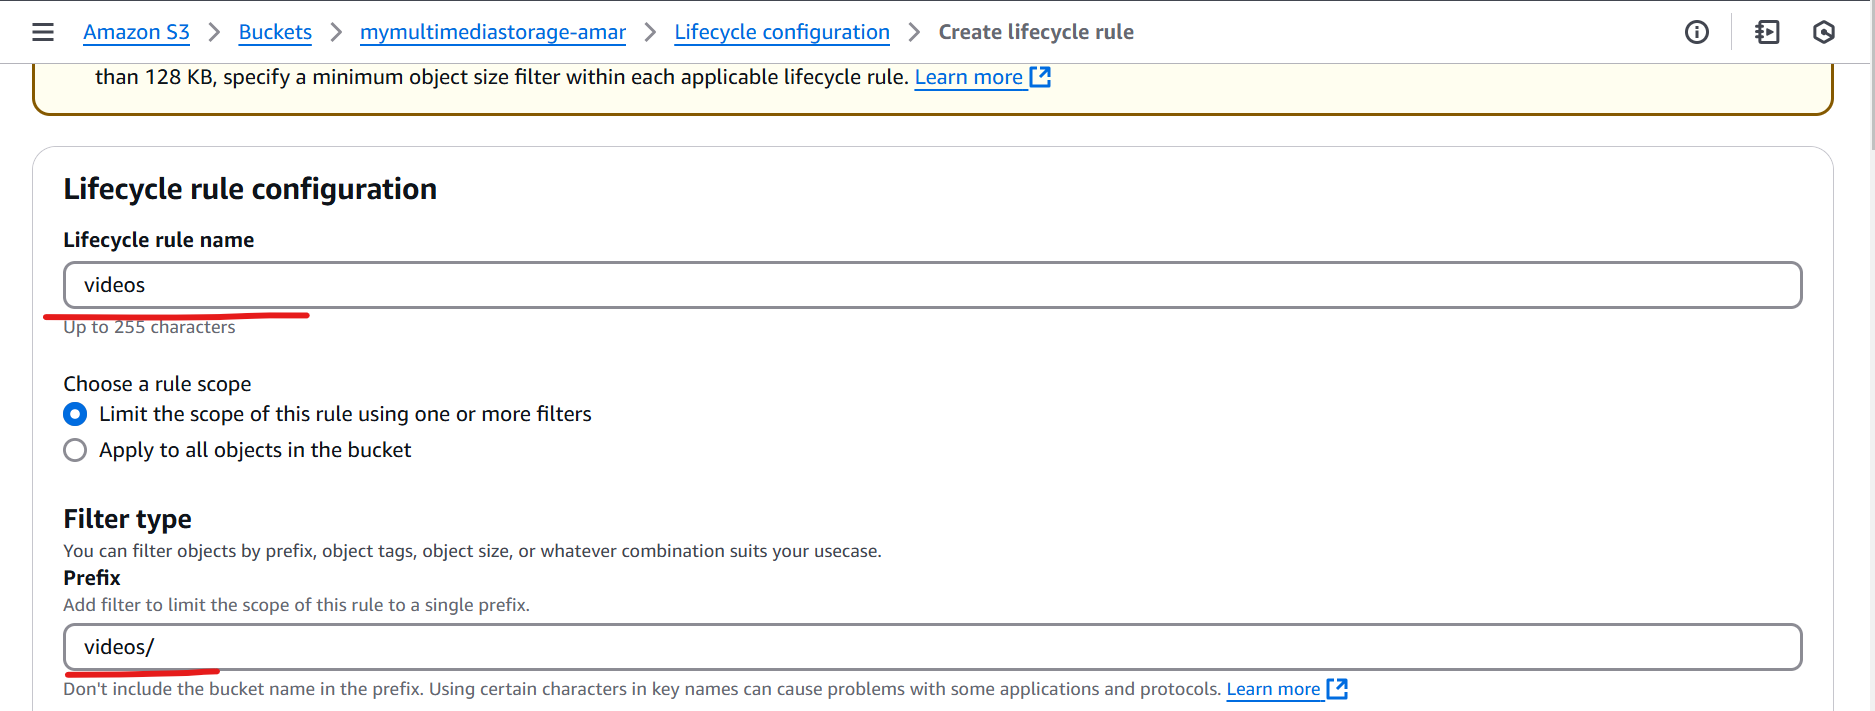 Amazon S3 > Buckets > mymultimediastorage-amar > Lifecycle configuration > Create lifecycle rule
than 128 KB, specify a minimum object size filter within each applicable lifecycle rule. Learn more
Lifecycle rule configuration
Lifecycle rule name
videos
Up to 255 characters
Choose a rule scope
Limit the scope of this rule using one or more filters
Apply to all objects in the bucket
Filter type
You can filter objects by prefix, object tags, object size, or whatever combination suits your usecase.
Prefix
Add filter to limit the scope of this rule to a single prefix.
videos/
Don't include the bucket name in the prefix. Using certain characters in key names can cause problems with some applications and protocols. Learn more